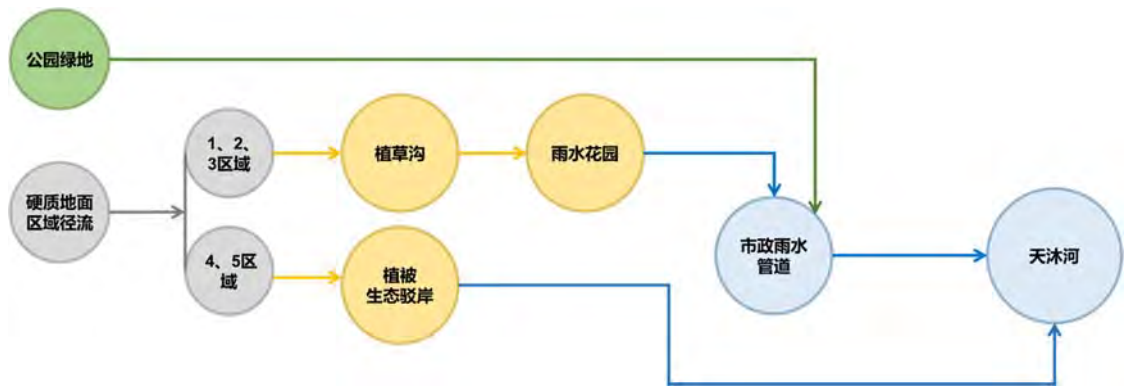 公园绿地
1、2、
3区域
植草沟
雨水花园
硬质地面
区域径流
市政雨水
管道
天沐河
4、5区
域
植被
生态驳岸